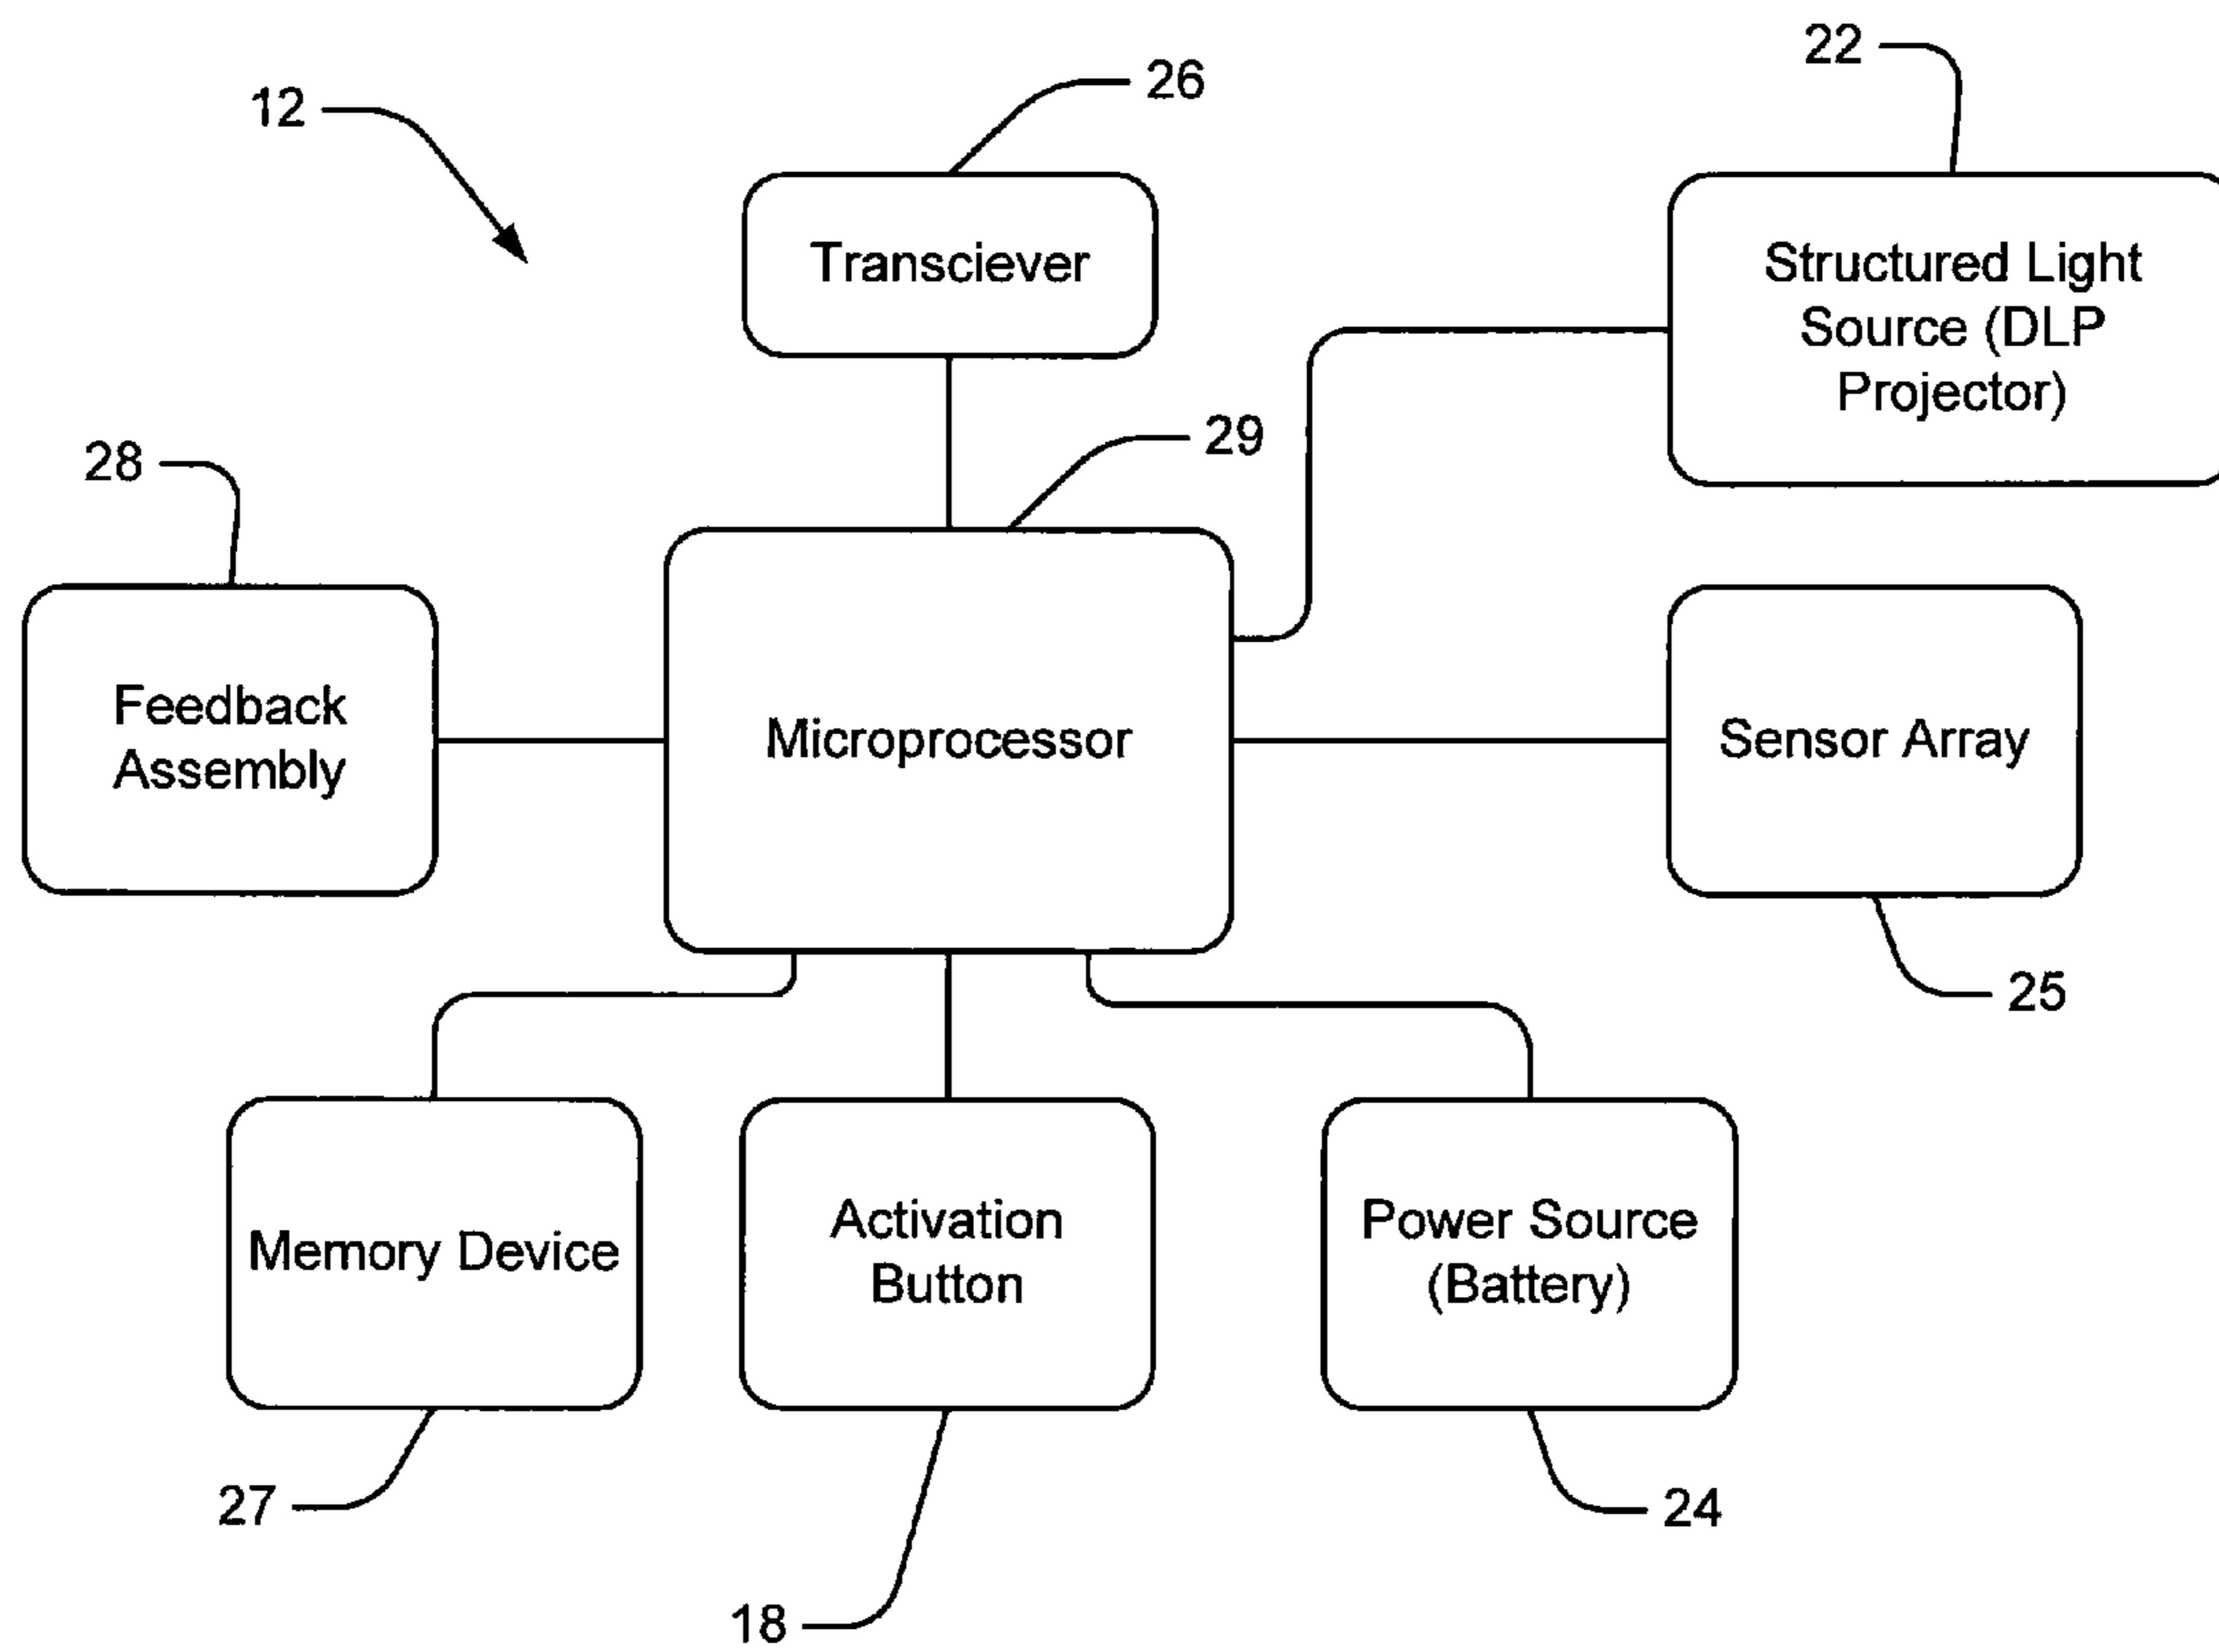 22
26
12
Transciever
Structured Light
Source (DLP
Projector)
29
28
Feedback
Assembly
Microprocessor
Sensor Array
25
Memory Device
Activation
Button
Power Source
(Battery)
27
24
18